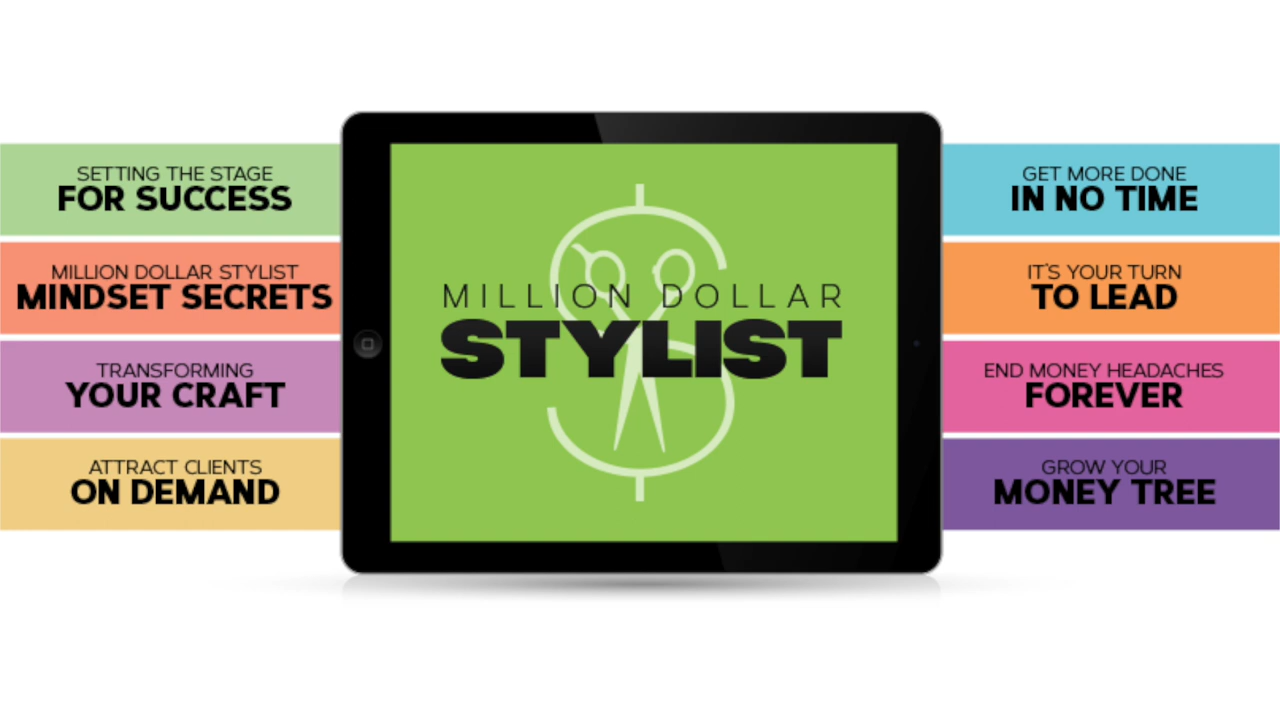 SETTING THE STAGE
FOR SUCCESS
MILLION DOLLAR STYLIST
MINDSET SECRETS
TRANSFORMING
YOUR CRAFT
ATTRACT CLIENTS
ON DEMAND
MILLION DOLLAR
STYLIST
GET MORE DONE
IN NO TIME
IT'S YOUR TURN
TO LEAD
END MONEY HEADACHES
FOREVER
GROW YOUR
MONEY TREE